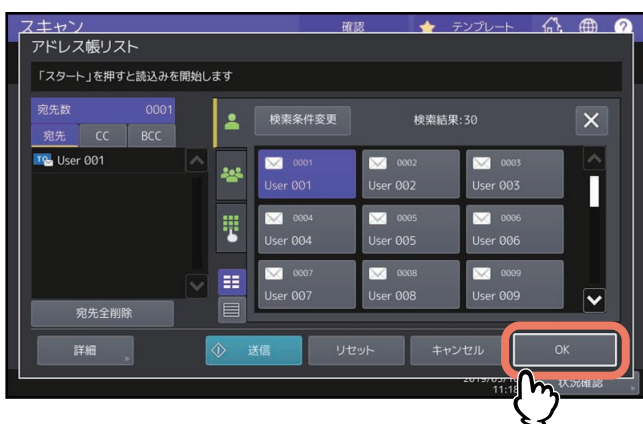 スキャン 確認 テンプレート ?
アドレス帳リスト
「スタート」を押すと読込みを開始します
宛先数 0001
宛先 CC BCC
TO User 001
検索条件変更 検索結果:30
0001 0002 0003
User 001 User 002 User 003
0004 0005 0006
User 004 User 005 User 006
0007 0008 0009
User 007 User 008 User 009
宛先全削除
詳細 送信 リセット キャンセル OK
11:18 状況確認